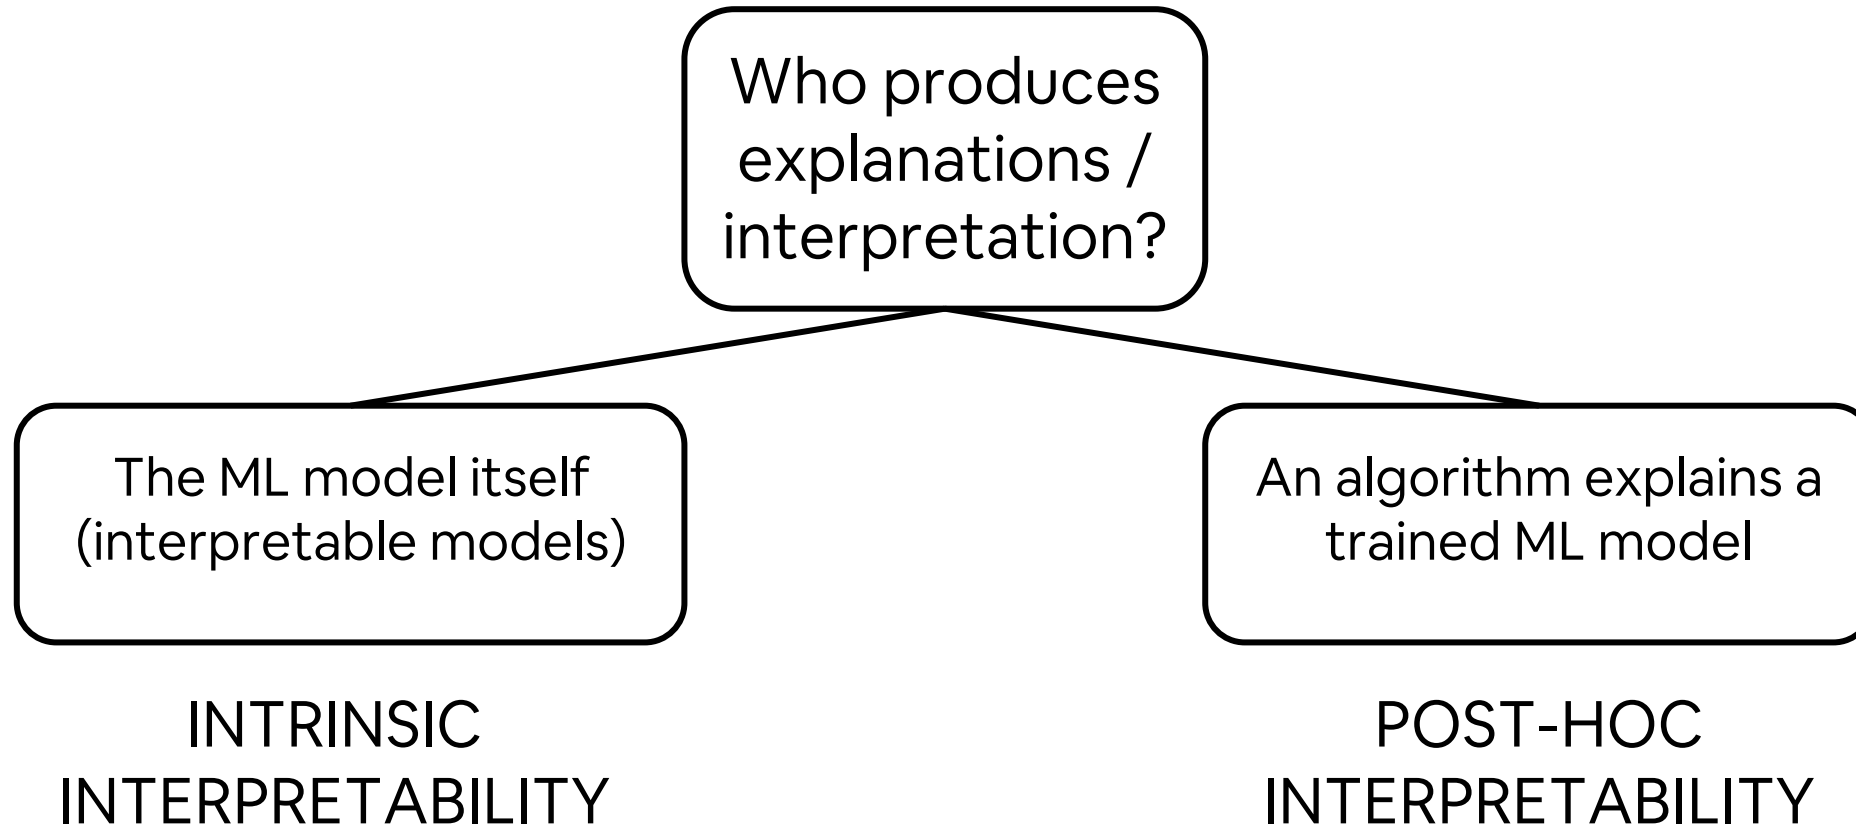 Who produces
explanations /
interpretation?
The ML model itself
(interpretable models)
An algorithm explains a
trained ML model
INTRINSIC
INTERPRETABILITY
POST-HOC
INTERPRETABILITY